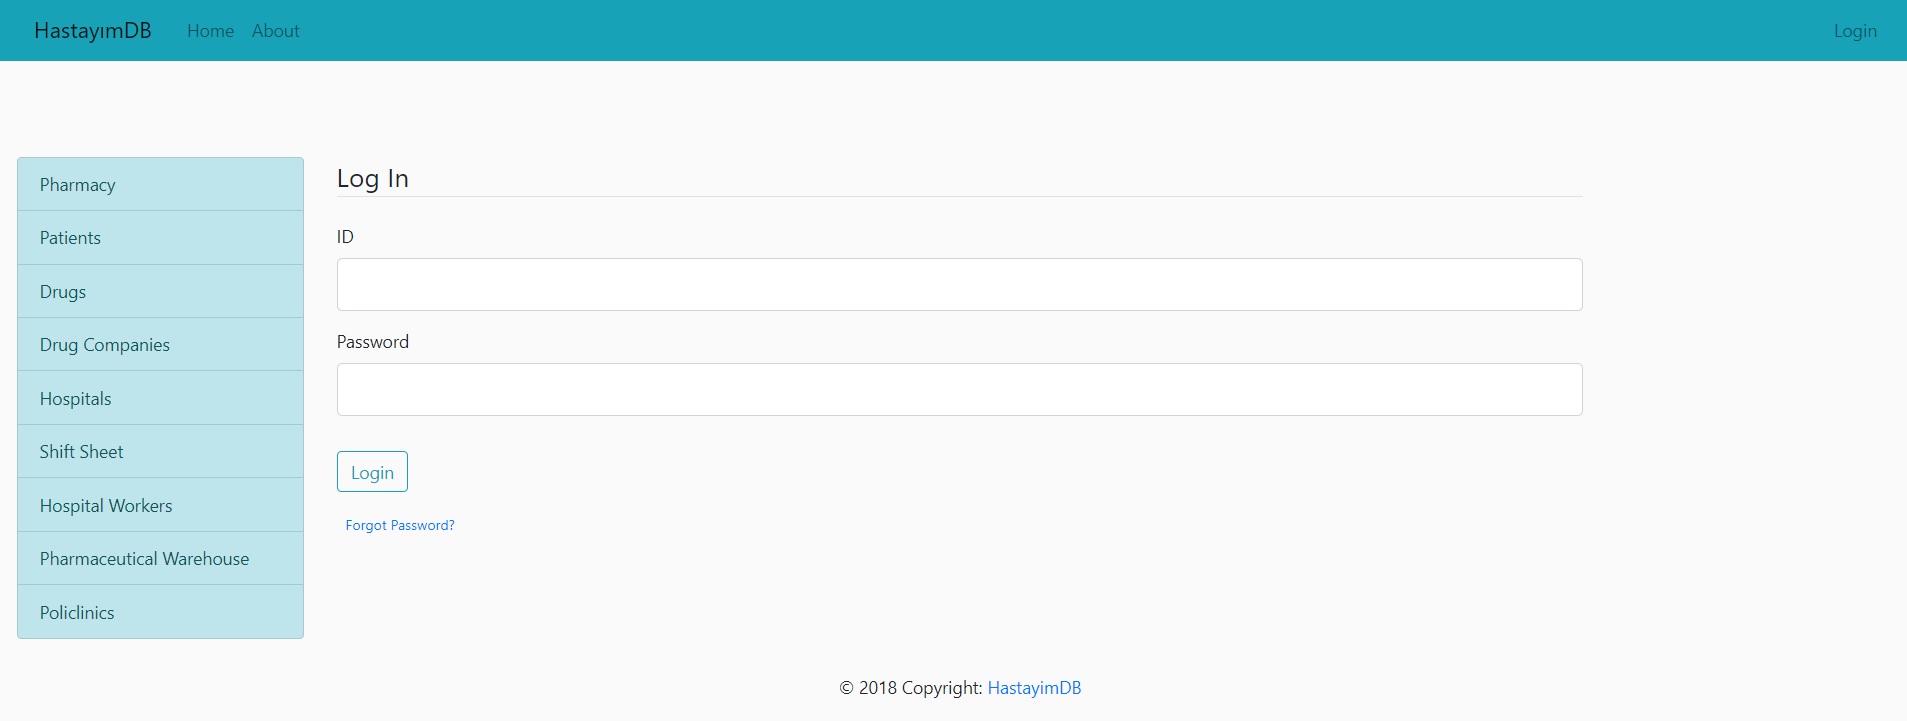 HastayımDB Home About Login
Pharmacy
Patients
Drugs
Drug Companies
Hospitals
Shift Sheet
Hospital Workers
Pharmaceutical Warehouse
Policlinics
Log In
ID
Password
Login
Forgot Password?
© 2018 Copyright: HastayimDB